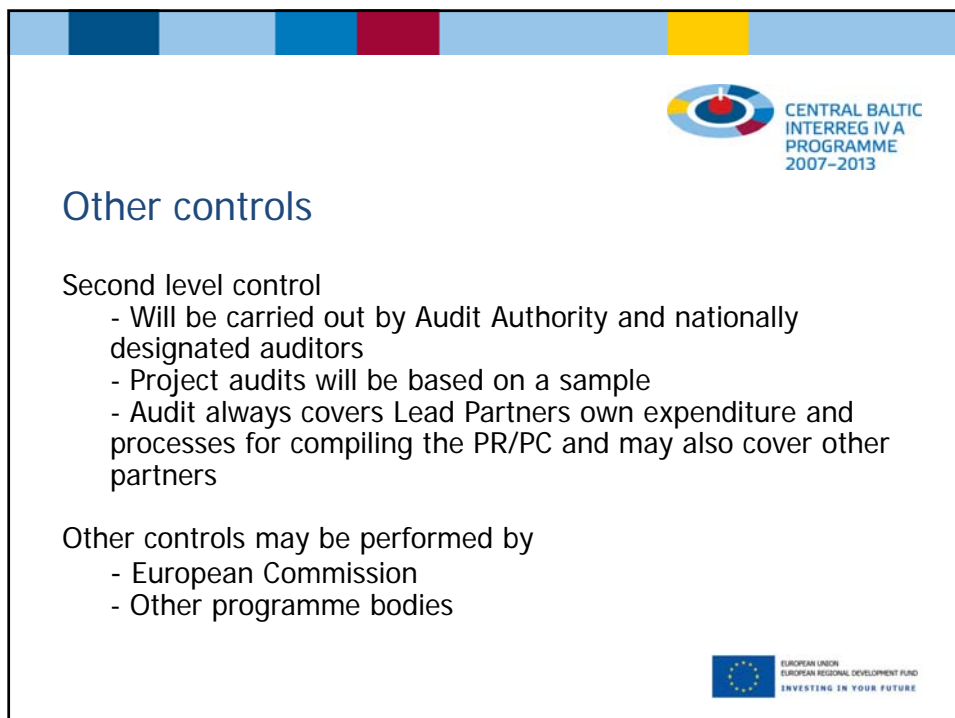 CENTRAL BALTIC
INTERREG IV A
PROGRAMME
2007–2013
Other controls
Second level control
- Will be carried out by Audit Authority and nationally
designated auditors
- Project audits will be based on a sample
- Audit always covers Lead Partners own expenditure and
processes for compiling the PR/PC and may also cover other
partners
Other controls may be performed by
- European Commission
- Other programme bodies
EUROPEAN UNION
EUROPEAN REGIONAL DEVELOPMENT FUND
INVESTING IN YOUR FUTURE